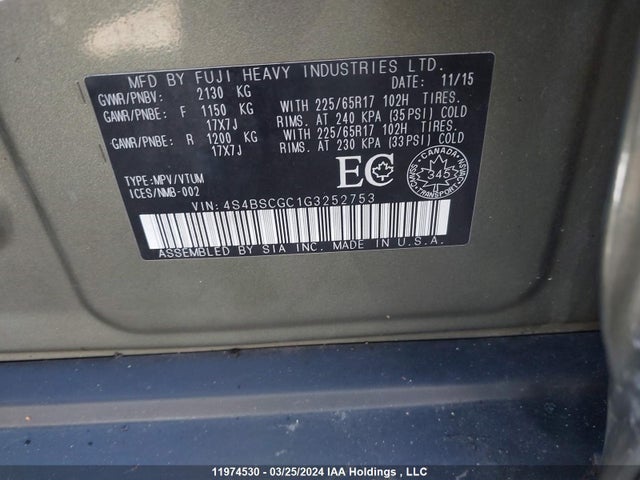 MFD BY FUJI HEAVY INDUSTRIES LTD.
DATE: 11/15
GVWR/PNBV: 2130 KG
GAWR/PNBE: F 1150 KG WITH 225/65R17 102H TIRES.
17X7J RIMS. AT 240 KPA (35PSI) COLD
GAWR/PNBE: R 1200 KG WITH 225/65R17 102H TIRES.
17X7J RIMS. AT 230 KPA (33PSI) COLD
TYPE:MPV/VTUM
ICES/NMB-002
EC
CANADA
345
TRANSPORT
VIN: 4S4BSCGC1G3252753
ASSEMBLED BY SIA INC. MADE IN U.S.A.
11974530 - 03/25/2024 IAA Holdings , LLC